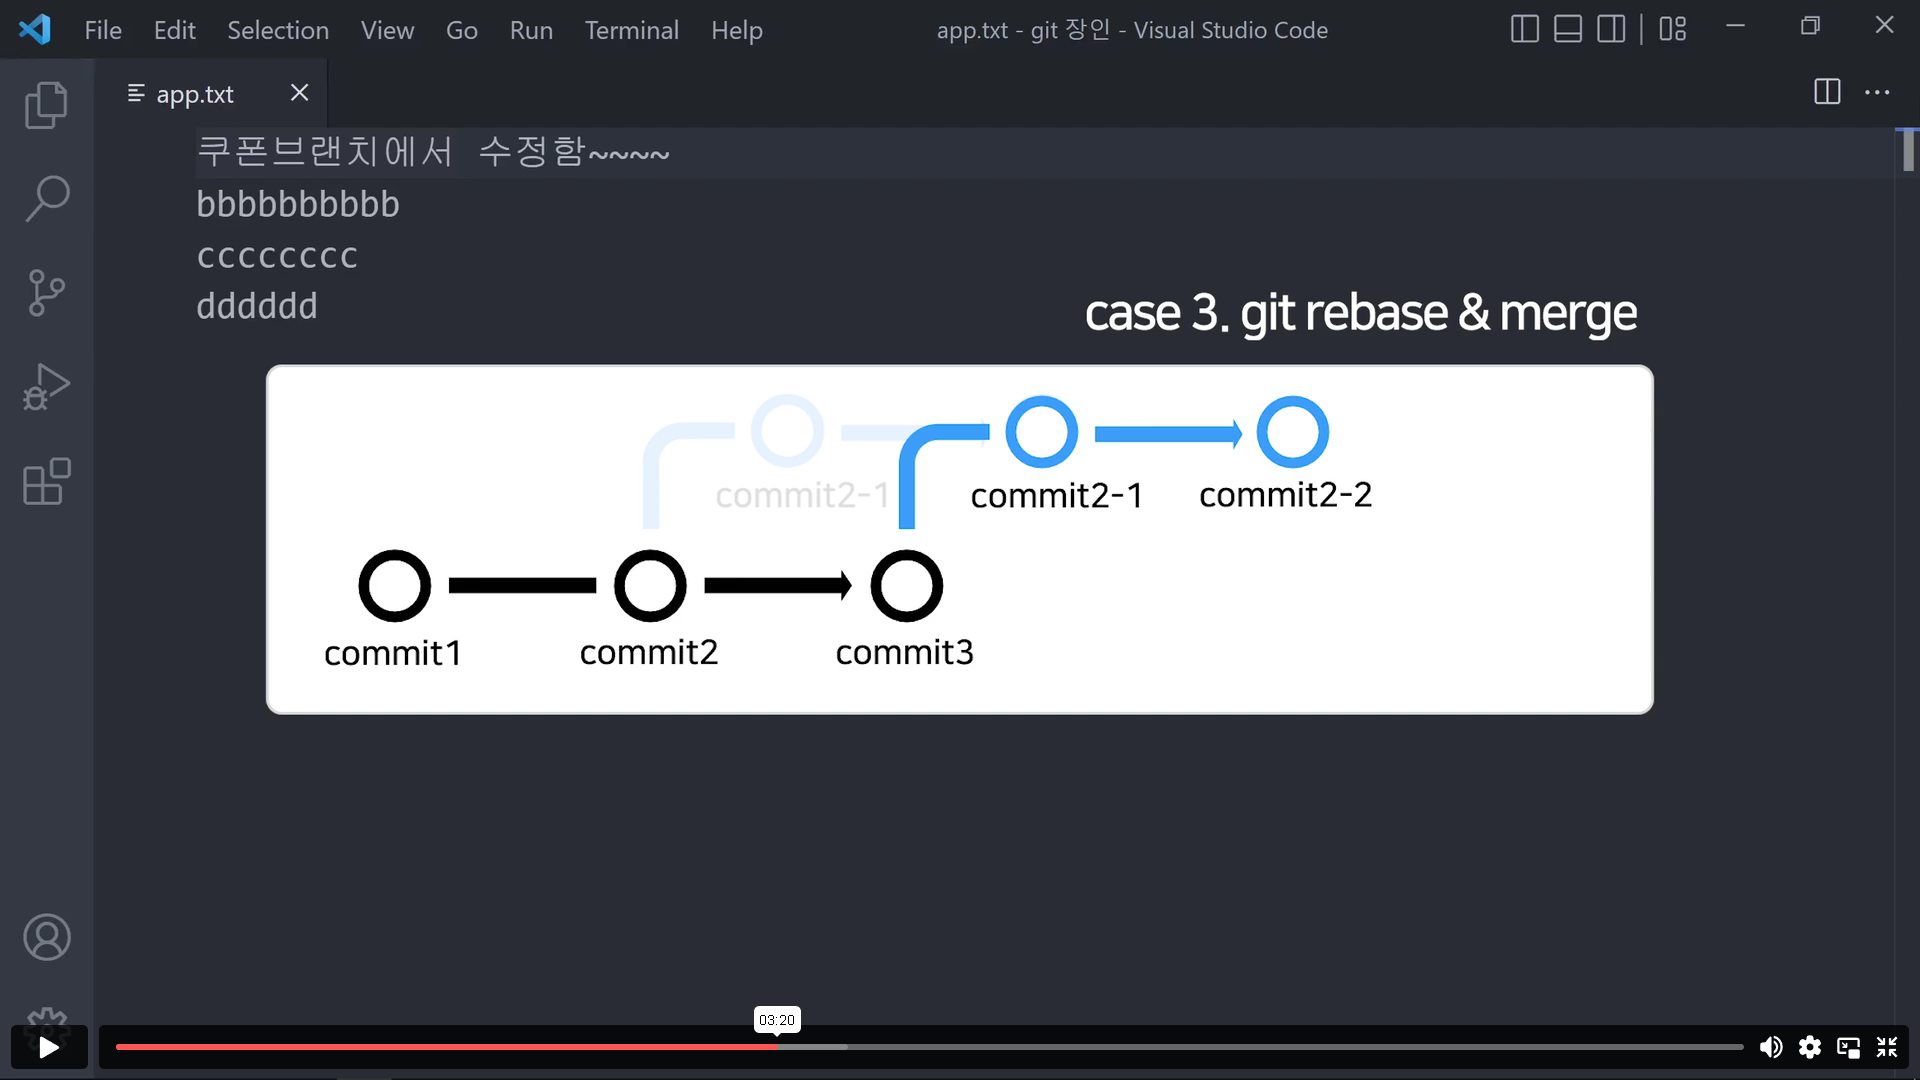 File Edit Selection View Go Run Terminal Help
app.txt - git 장인 - Visual Studio Code
app.txt
쿠폰브랜치에서 수정함~~~~
bbbbbbbbbb
cccccccc
dddddd
case 3. git rebase & merge
commit2-1
commit2-1
commit2-2
commit1
commit2
commit3
03:20